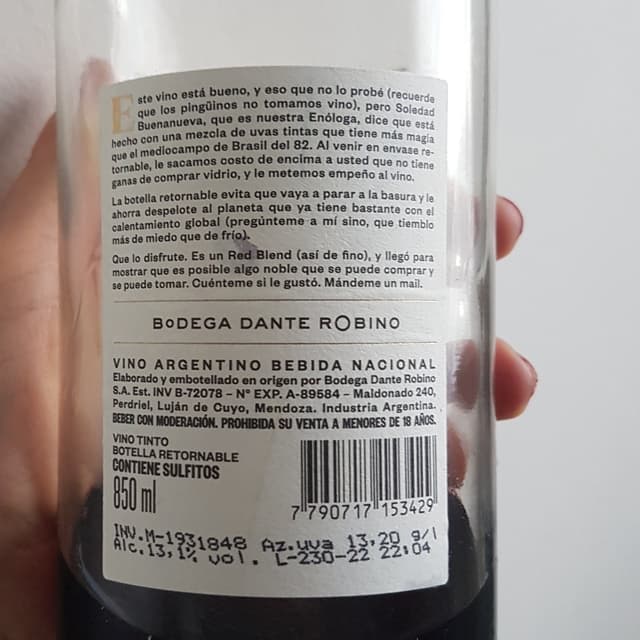 Este vino está bueno, y eso que no lo probé (recuerde
que los pingüinos no tomamos vino), pero Soledad
Buenanueva, que es nuestra Enóloga, dice que está
hecho con una mezcla de uvas tintas que tiene más magia
que el mediocampo de Brasil del 82. Al venir en envase re-
tornable, le sacamos costo de encima a usted que no tiene
ganas de comprar vidrio, y le metemos empeño al vino.
La botella retornable evita que vaya a parar a la basura y le
ahorra despelote al planeta que ya tiene bastante con el
calentamiento global (pregúnteme a mí sino, que tiemblo
más de miedo que de frío).
Que lo disfrute. Es un Red Blend (así de fino), y llegó para
mostrar que es posible algo noble que se puede comprar y
se puede tomar. Cuénteme si le gustó. Mándeme un mail.
BODEGA DANTE ROBINO
VINO ARGENTINO BEBIDA NACIONAL
Elaborado y embotellado en origen por Bodega Dante Robino
S.A. Est. INV B-72078 – N° EXP. A-89584 – Maldonado 240,
Perdriel, Luján de Cuyo, Mendoza. Industria Argentina.
BEBER CON MODERACIÓN. PROHIBIDA SU VENTA A MENORES DE 18 AÑOS.
VINO TINTO
BOTELLA RETORNABLE
CONTIENE SULFITOS
850 ml
7 790717 153429
INV.M-1931848 Az.uva 13,20 g/l
Alc.13,1% vol. L-230-22 22:04